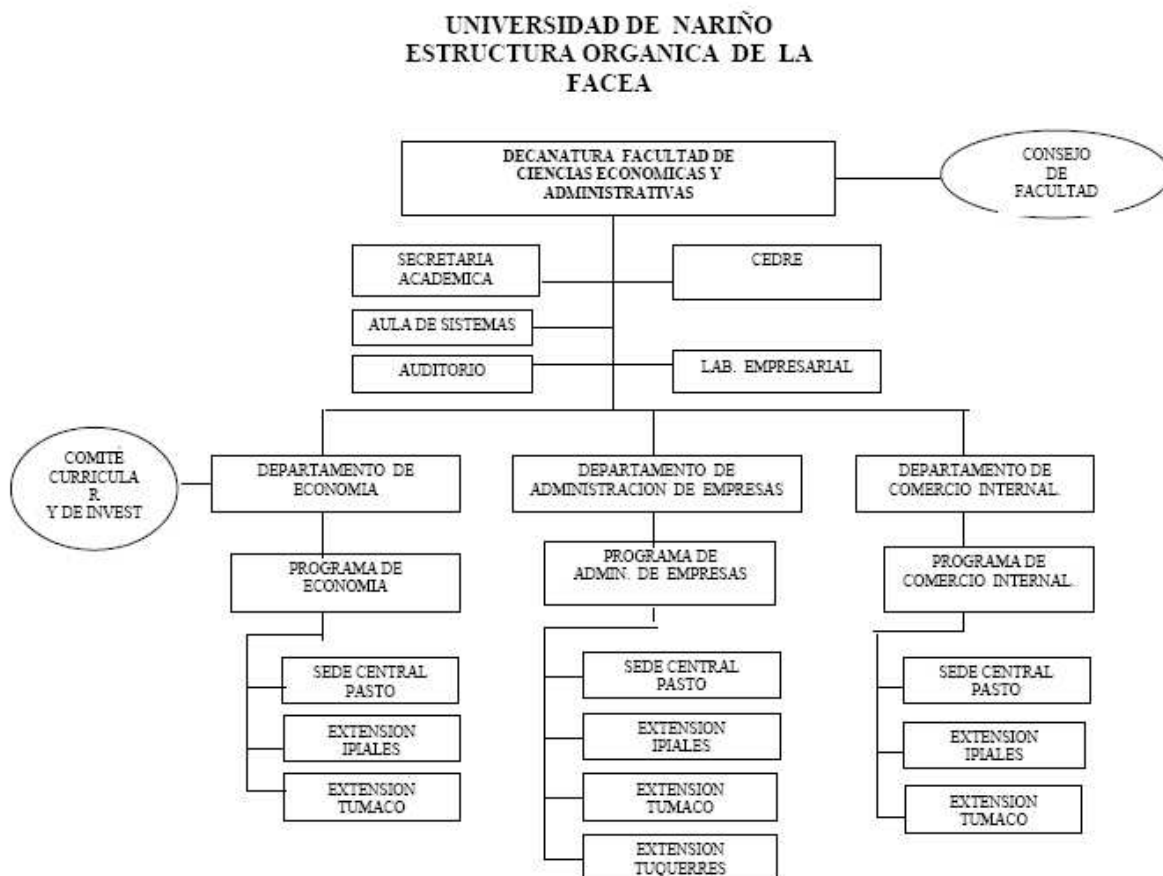 UNIVERSIDAD DE NARIÑO
ESTRUCTURA ORGANICA DE LA
FACEA
DECANATURA FACULTAD DE
CIENCIAS ECONOMICAS Y
ADMINISTRATIVAS
CONSEJO
DE
FACULTAD
SECRETARIA
ACADEMICA
CEDRE
AULA DE SISTEMAS
AUDITORIO
LAB. EMPRESARIAL
COMITÉ
CURRICULA
R
Y DE INVEST
DEPARTAMENTO DE
ECONOMIA
DEPARTAMENTO DE
ADMINISTRACION DE EMPRESAS
DEPARTAMENTO DE
COMERCIO INTERNAL.
PROGRAMA DE
ECONOMIA
PROGRAMA DE
ADMIN. DE EMPRESAS
PROGRAMA DE
COMERCIO INTERNAL.
SEDE CENTRAL
PASTO
EXTENSION
IPIALES
EXTENSION
TUMACO
SEDE CENTRAL
PASTO
EXTENSION
IPIALES
EXTENSION
TUMACO
EXTENSION
TUQUERRES
SEDE CENTRAL
PASTO
EXTENSION
IPIALES
EXTENSION
TUMACO